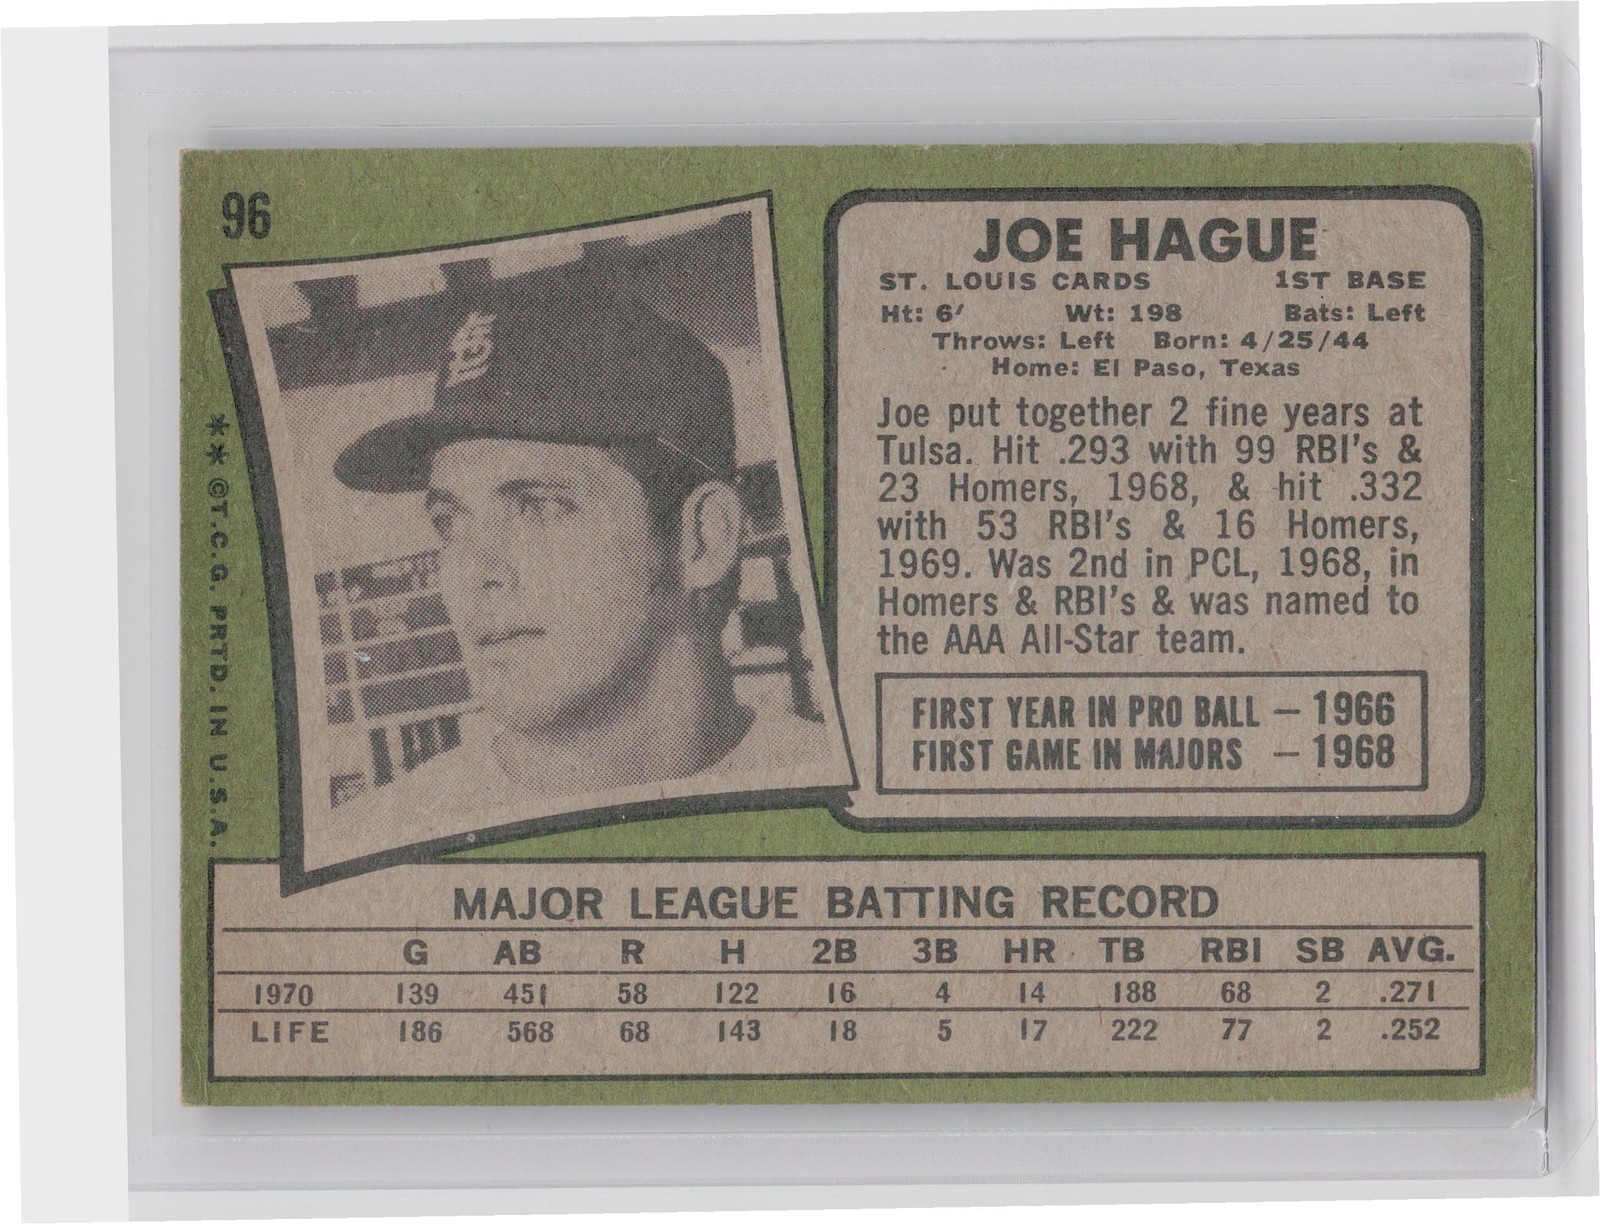 96
JOE HAGUE
ST. LOUIS CARDS 1ST BASE
Ht: 6' Wt: 198 Bats: Left
Throws: Left Born: 4/25/44
Home: El Paso, Texas
Joe put together 2 fine years at
Tulsa. Hit .293 with 99 RBI's &
23 Homers, 1968, & hit .332
with 53 RBI's & 16 Homers,
1969. Was 2nd in PCL, 1968, in
Homers & RBI's & was named to
the AAA All-Star team.
FIRST YEAR IN PRO BALL — 1966
FIRST GAME IN MAJORS — 1968
**©T.C.G. PRTD. IN U.S.A.
StL
MAJOR LEAGUE BATTING RECORD
G AB R H 2B 3B HR TB RBI SB AVG.
1970 139 451 58 122 16 4 14 188 68 2 .271
LIFE 186 568 68 143 18 5 17 222 77 2 .252